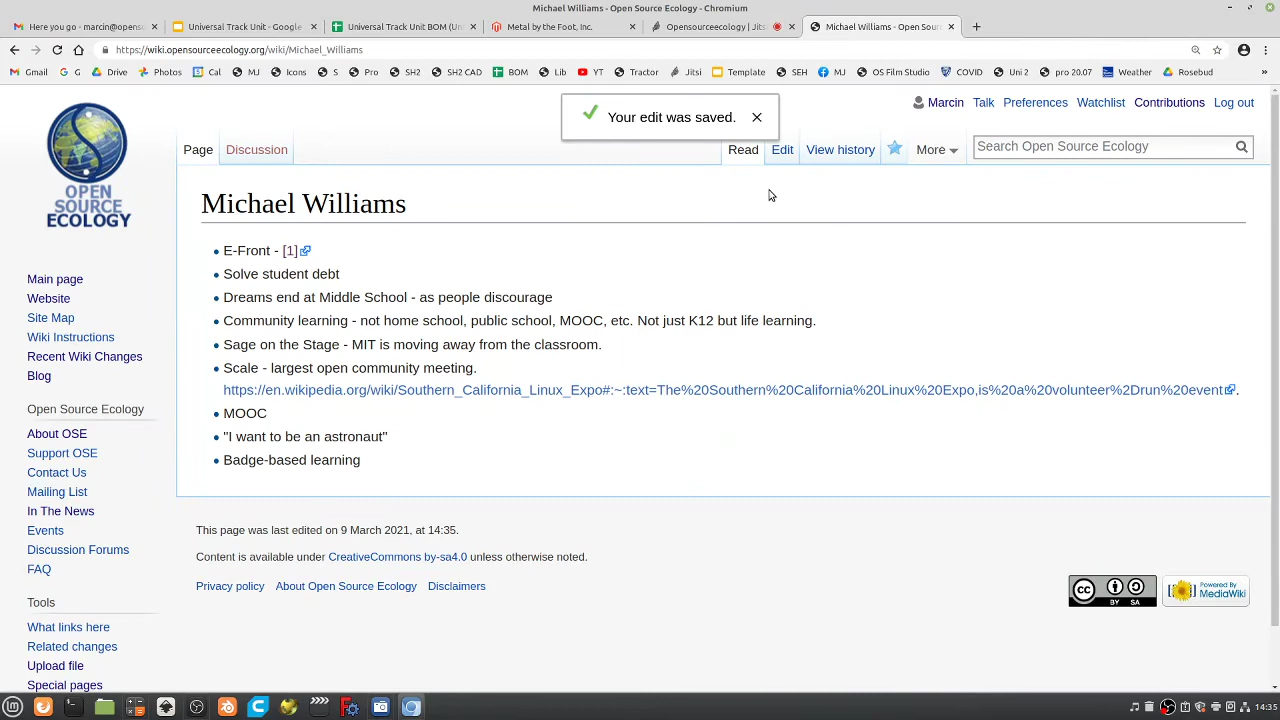 Michael Williams - Open Source Ecology - Chromium
Here you go - marcin@opens
Universal Track Unit - Google
Universal Track Unit BOM (Un
Metal by the Foot, Inc.
Opensourceecology | Jits
Michael Williams - Open Sour
https://wiki.opensourceecology.org/wiki/Michael_Williams
Gmail G Drive Photos Cal MJ Icons S Pro SH2 SH2 CAD BOM Lib YT Tractor Jitsi Template SEH MJ OS Film Studio COVID Uni 2 pro 20.07 Weather Rosebud »
Marcin Talk Preferences Watchlist Contributions Log out
Your edit was saved.
Page Discussion Read Edit View history More Search Open Source Ecology
OPEN
SOURCE
ECOLOGY
Michael Williams
E-Front - [1]
Solve student debt
Dreams end at Middle School - as people discourage
Community learning - not home school, public school, MOOC, etc. Not just K12 but life learning.
Sage on the Stage - MIT is moving away from the classroom.
Scale - largest open community meeting.
https://en.wikipedia.org/wiki/Southern_California_Linux_Expo#:~:text=The%20Southern%20California%20Linux%20Expo,is%20a%20volunteer%2Drun%20event.
MOOC
"I want to be an astronaut"
Badge-based learning
Main page
Website
Site Map
Wiki Instructions
Recent Wiki Changes
Blog
Open Source Ecology
About OSE
Support OSE
Contact Us
Mailing List
In The News
Events
Discussion Forums
FAQ
Tools
What links here
Related changes
Upload file
Special pages
This page was last edited on 9 March 2021, at 14:35.
Content is available under CreativeCommons by-sa4.0 unless otherwise noted.
Privacy policy About Open Source Ecology Disclaimers
cc BY SA
Powered By
MediaWiki
14:35